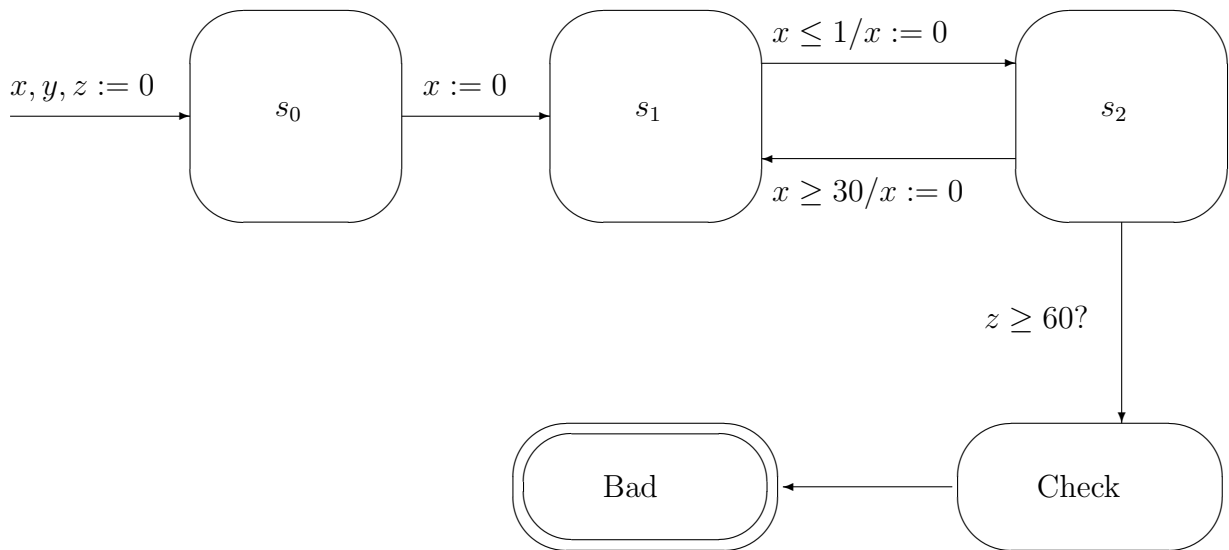 x, y, z := 0
s₀
x := 0
s₁
x ≤ 1/x := 0
x ≥ 30/x := 0
s₂
z ≥ 60?
Bad
Check